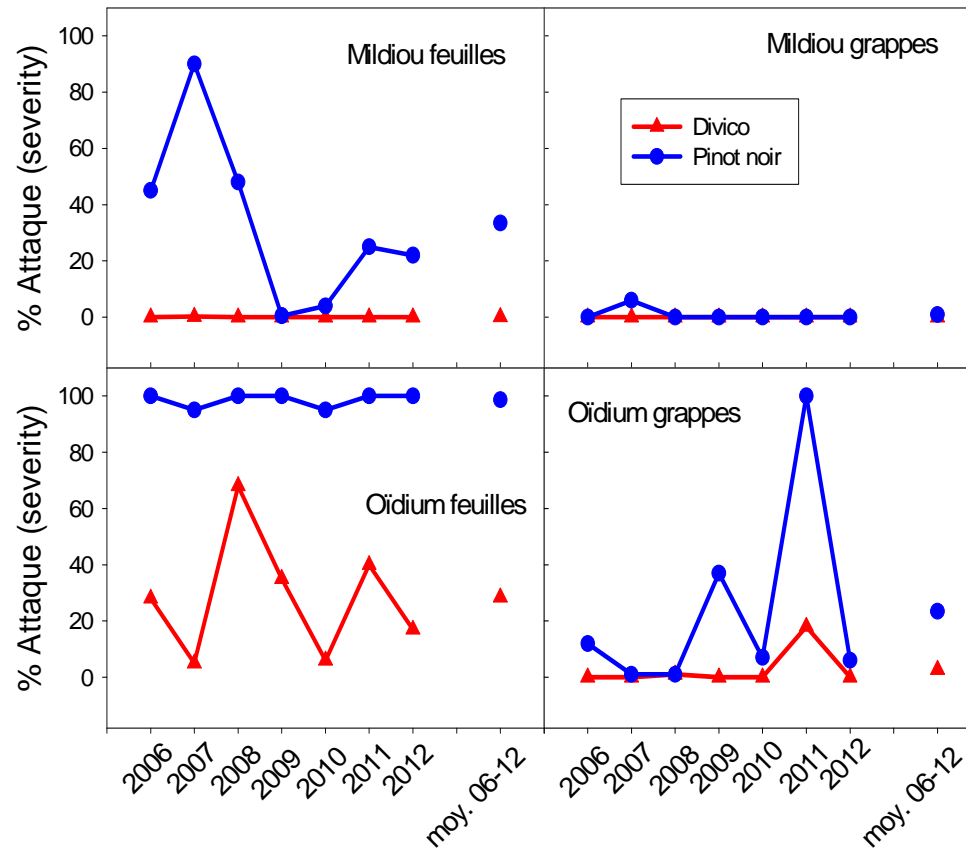 % Attaque (severity)
100
80
60
40
20
0
Mildiou feuilles
Mildiou grappes
Divico
Pinot noir
% Attaque (severity)
100
80
60
40
20
0
Oïdium feuilles
Oïdium grappes
2006
2007
2008
2009
2010
2011
2012
moy. 06-12
2006
2007
2008
2009
2010
2011
2012
moy. 06-12